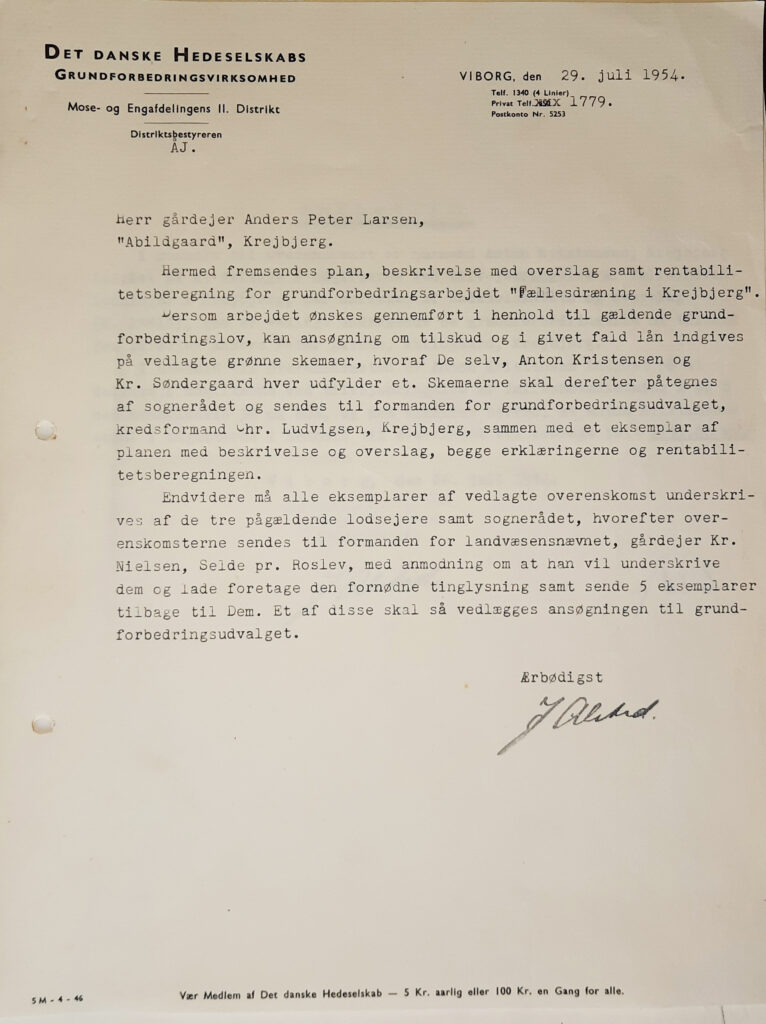 DET DANSKE HEDESELSKABS
GRUNDFORBEDRINGSVIRKSOMHED
Mose- og Engafdelingens II. Distrikt
Distriktsbestyreren
ÅJ.
VIBORG, den 29. juli 1954.
Telf. 1340 (4 Linier)
Privat Telf. 1779.
Postkonto Nr. 5253
Herr gårdejer Anders Peter Larsen,
"Abildgaard", Krejbjerg.
Hermed fremsendes plan, beskrivelse med overslag samt rentabili-
tetsberegning for grundforbedringsarbejdet "Fællesdræning i Krejbjerg".
Dersom arbejdet ønskes gennemført i henhold til gældende grund-
forbedringslov, kan ansøgning om tilskud og i givet fald lån indgives
på vedlagte grønne skemaer, hvoraf De selv, Anton Kristensen og
Kr. Søndergaard hver udfylder et. Skemaerne skal derefter påtegnes
af sognerådet og sendes til formanden for grundforbedringsudvalget,
kredsformand Chr. Ludvigsen, Krejbjerg, sammen med et eksemplar af
planen med beskrivelse og overslag, begge erklæringerne og rentabili-
tetsberegningen.
Endvidere må alle eksemplarer af vedlagte overenskomst underskri-
ves af de tre pågældende lodsejere samt sognerådet, hvorefter over-
enskomsterne sendes til formanden for landvæsensnævnet, gårdejer Kr.
Nielsen, Selde pr. Roslev, med anmodning om at han vil underskrive
dem og lade foretage den fornødne tinglysning samt sende 5 eksemplarer
tilbage til Dem. Et af disse skal så vedlægges ansøgningen til grund-
forbedringsudvalget.
Ærbødigst
5 M - 4 - 46
Vær Medlem af Det danske Hedeselskab — 5 Kr. aarlig eller 100 Kr. en Gang for alle.